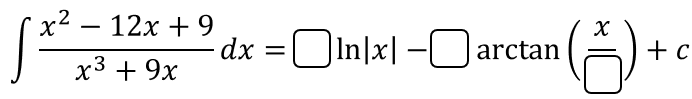 ∫ (x² − 12x + 9)/(x³ + 9x) dx = □ ln|x| − □ arctan (x/□) + c